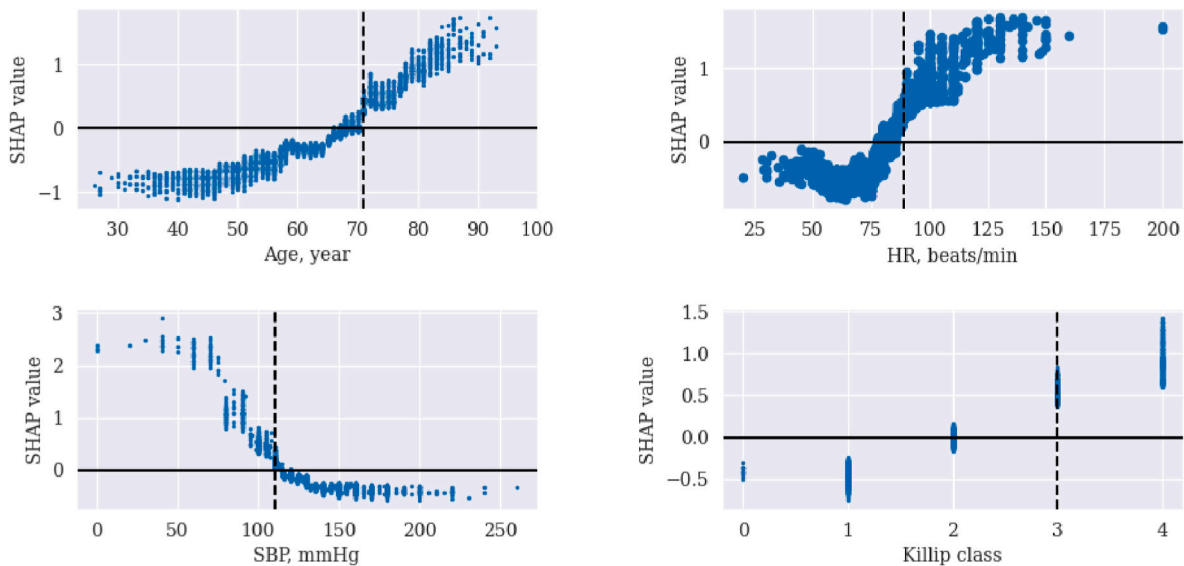 SHAP value
1
0
−1
30 40 50 60 70 80 90 100
Age, year
SHAP value
1
0
25 50 75 100 125 150 175 200
HR, beats/min
SHAP value
3
2
1
0
0 50 100 150 200 250
SBP, mmHg
SHAP value
1.5
1.0
0.5
0.0
−0.5
0 1 2 3 4
Killip class